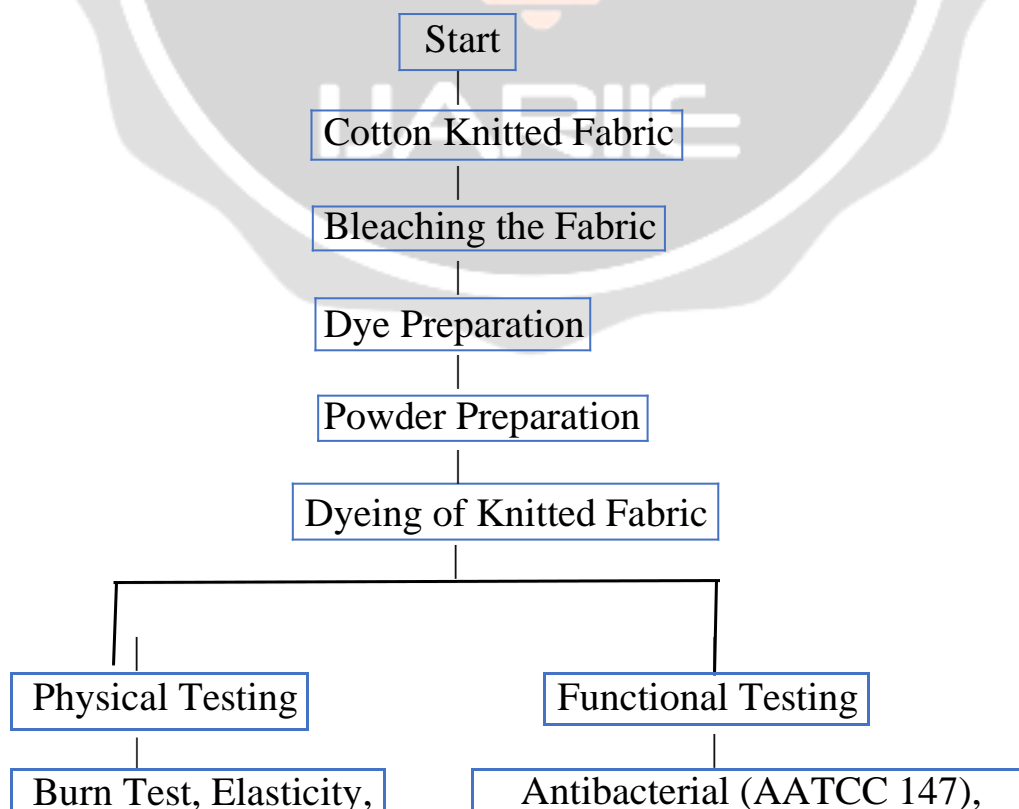 Start
IJARIIE
Cotton Knitted Fabric
Bleaching the Fabric
Dye Preparation
Powder Preparation
Dyeing of Knitted Fabric
Physical Testing
Functional Testing
Burn Test, Elasticity,
Antibacterial (AATCC 147),